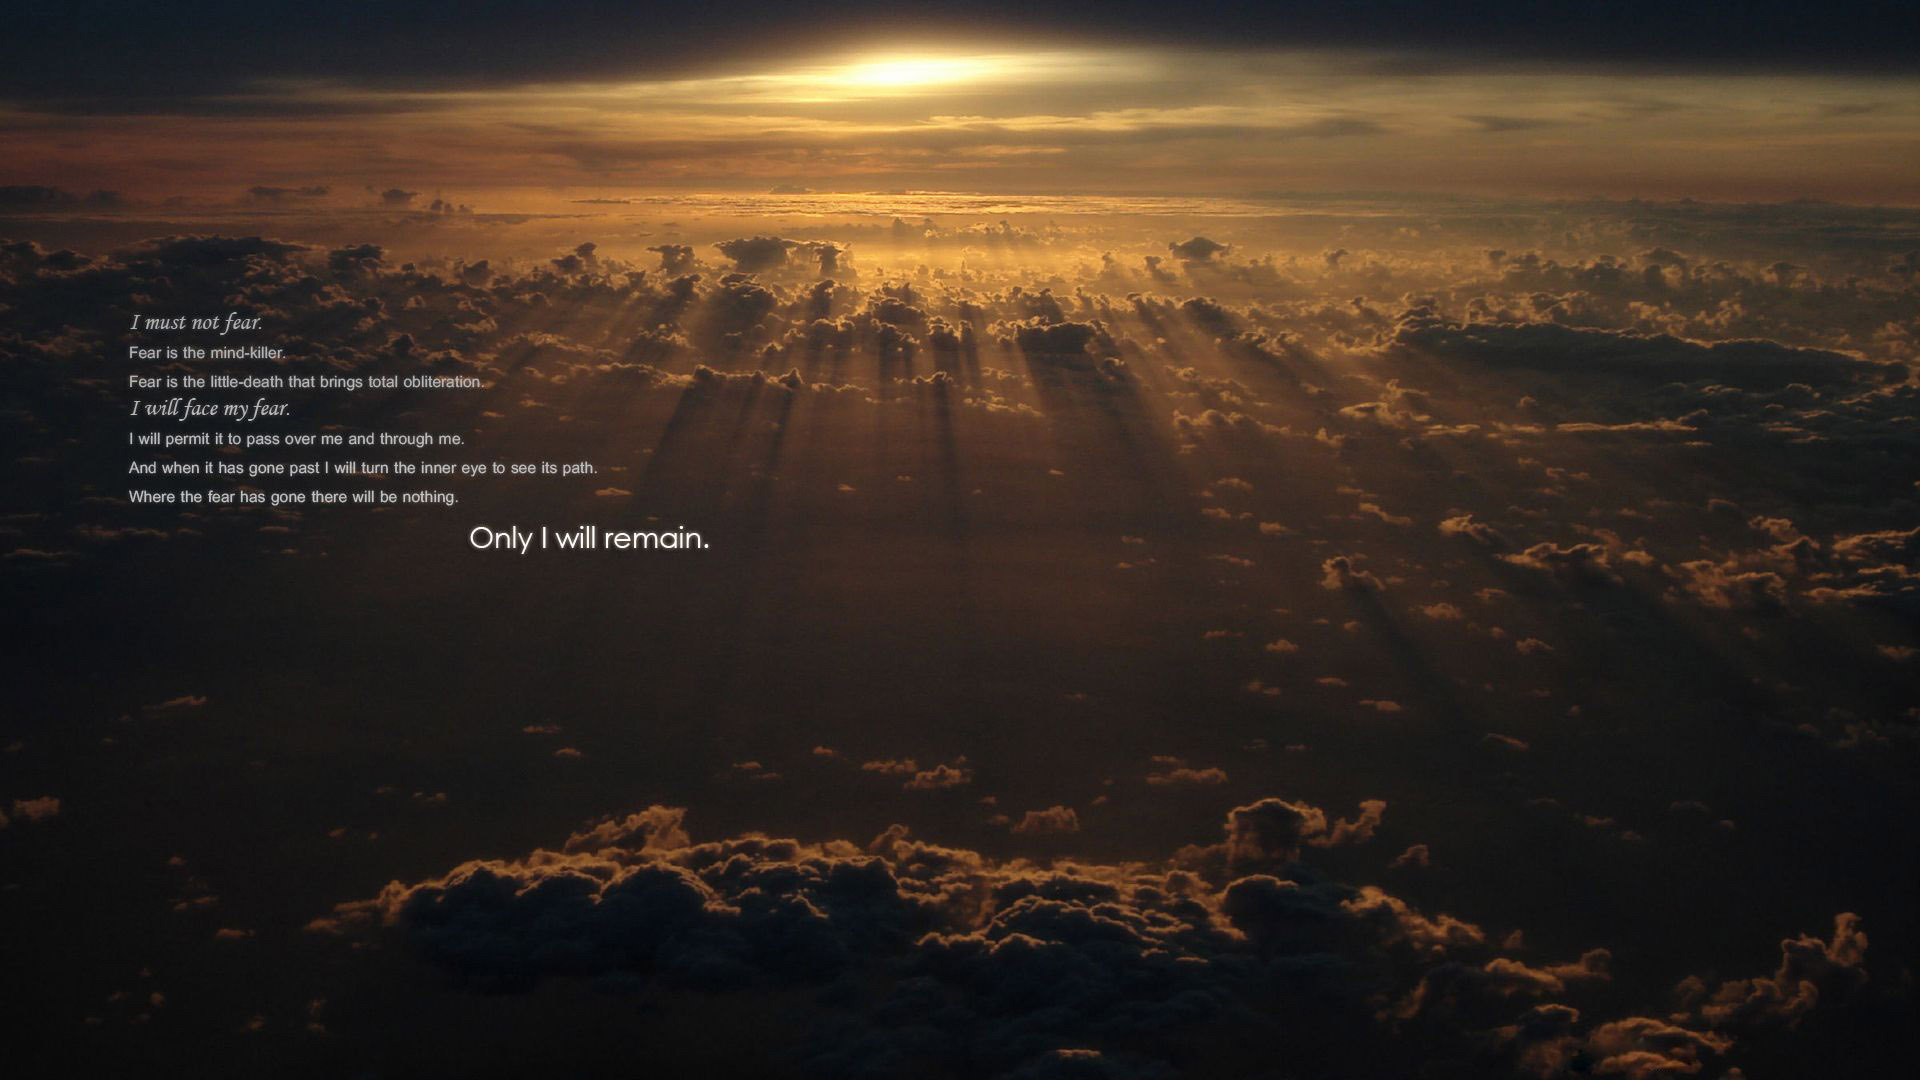 I must not fear.
Fear is the mind-killer.
Fear is the little-death that brings total obliteration.
I will face my fear.
I will permit it to pass over me and through me.
And when it has gone past I will turn the inner eye to see its path.
Where the fear has gone there will be nothing.
Only I will remain.